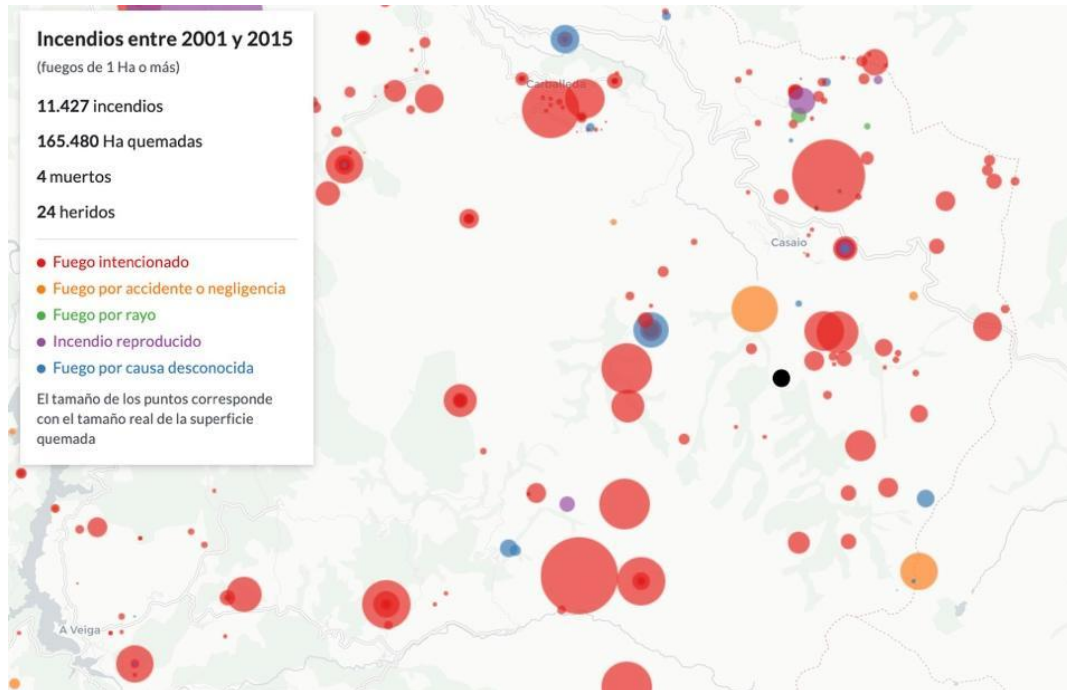 Incendios entre 2001 y 2015
(fuegos de 1 Ha o más)
11.427 incendios
165.480 Ha quemadas
4 muertos
24 heridos
Fuego intencionado
Fuego por accidente o negligencia
Fuego por rayo
Incendio reproducido
Fuego por causa desconocida
El tamaño de los puntos corresponde
con el tamaño real de la superficie
quemada
Carballeda
Casaio
A Veiga